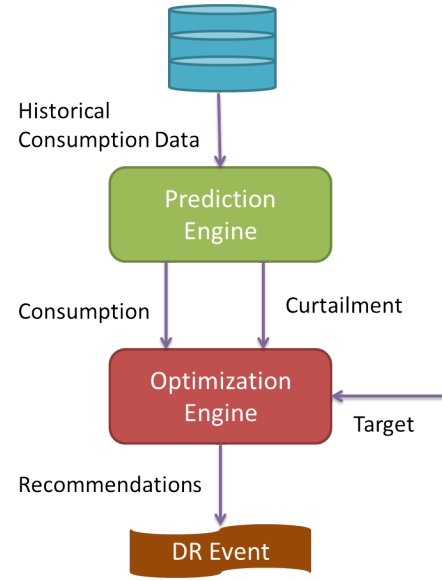 Historical
Consumption Data
Prediction
Engine
Consumption
Curtailment
Optimization
Engine
Target
Recommendations
DR Event